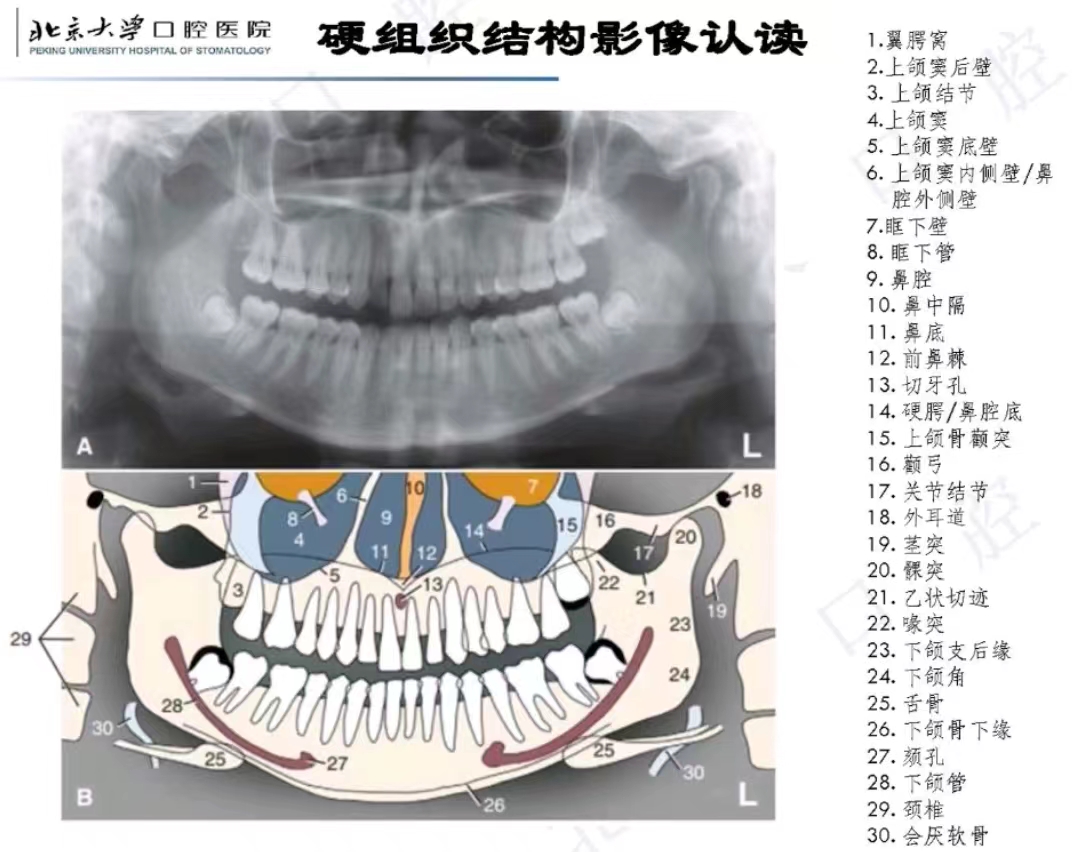 北京大学口腔医院
PEKING UNIVERSITY HOSPITAL OF STOMATOLOGY
硬组织结构影像认读
1.翼腭窝
2.上颌窦后壁
3. 上颌结节
4.上颌窦
5. 上颌窦底壁
6. 上颌窦内侧壁/鼻
腔外侧壁
7.眶下壁
8. 眶下管
9. 鼻腔
10. 鼻中隔
11. 鼻底
12. 前鼻棘
13. 切牙孔
14. 硬腭/鼻腔底
15. 上颌骨颧突
16. 颧弓
17. 关节结节
18. 外耳道
19. 茎突
20. 髁突
21. 乙状切迹
22. 喙突
23. 下颌支后缘
24. 下颌角
25. 舌骨
26. 下颌骨下缘
27. 颏孔
28. 下颌管
29. 颈椎
30. 会厌软骨
A
L
1
2
3
4
5
6
7
8
9
10
11
12
13
14
15
16
17
18
19
20
21
22
23
24
25
25
26
27
28
29
30
30
B
L
口腔
口腔